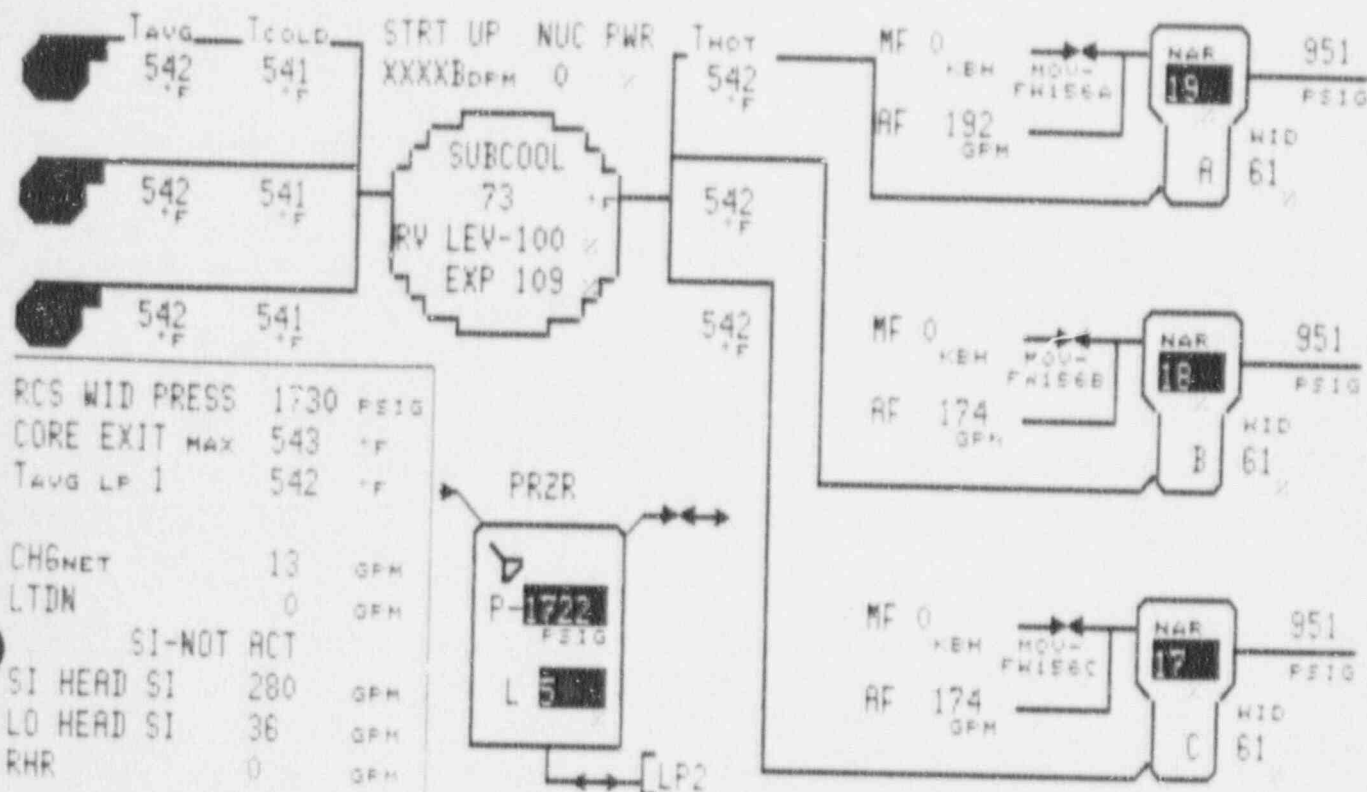 TAVG TCOLD STRT UP NUC PWR THOT
542 °F 541 °F XXXXBDPM 0 % 542 °F
MF 0 KBH MOV-FW156A NAR 19 % 951 PSIG
AF 192 GPM A WID 61 %
SUBCOOL
73 °F
RV LEV-100 %
EXP 109 %
542 °F 541 °F 542 °F
542 °F 541 °F 542 °F
MF 0 KBH MOV-FW156B NAR 18 % 951 PSIG
AF 174 GPM B WID 61 %
RCS WID PRESS 1730 PSIG
CORE EXIT MAX 543 °F
TAVG LP 1 542 °F
CHGNET 13 GPM
LTDN 0 GPM
SI-NOT ACT
SI HEAD SI 280 GPM
LO HEAD SI 36 GPM
RHR 0 GPM
PRZR
P-1722
PSIG
L 5
%
LP2
MF 0 KBH MOV-FW156C NAR 17 % 951 PSIG
AF 174 GPM C WID 61 %